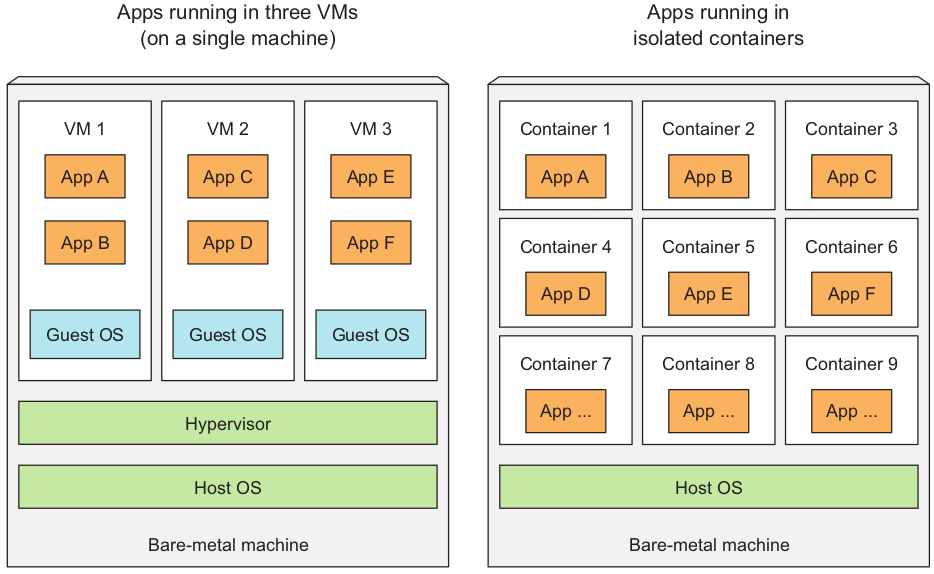 Apps running in three VMs
(on a single machine)
VM 1
VM 2
VM 3
App A
App C
App E
App B
App D
App F
Guest OS
Guest OS
Guest OS
Hypervisor
Host OS
Bare-metal machine
Apps running in
isolated containers
Container 1
Container 2
Container 3
App A
App B
App C
Container 4
Container 5
Container 6
App D
App E
App F
Container 7
Container 8
Container 9
App ...
App ...
App ...
Host OS
Bare-metal machine